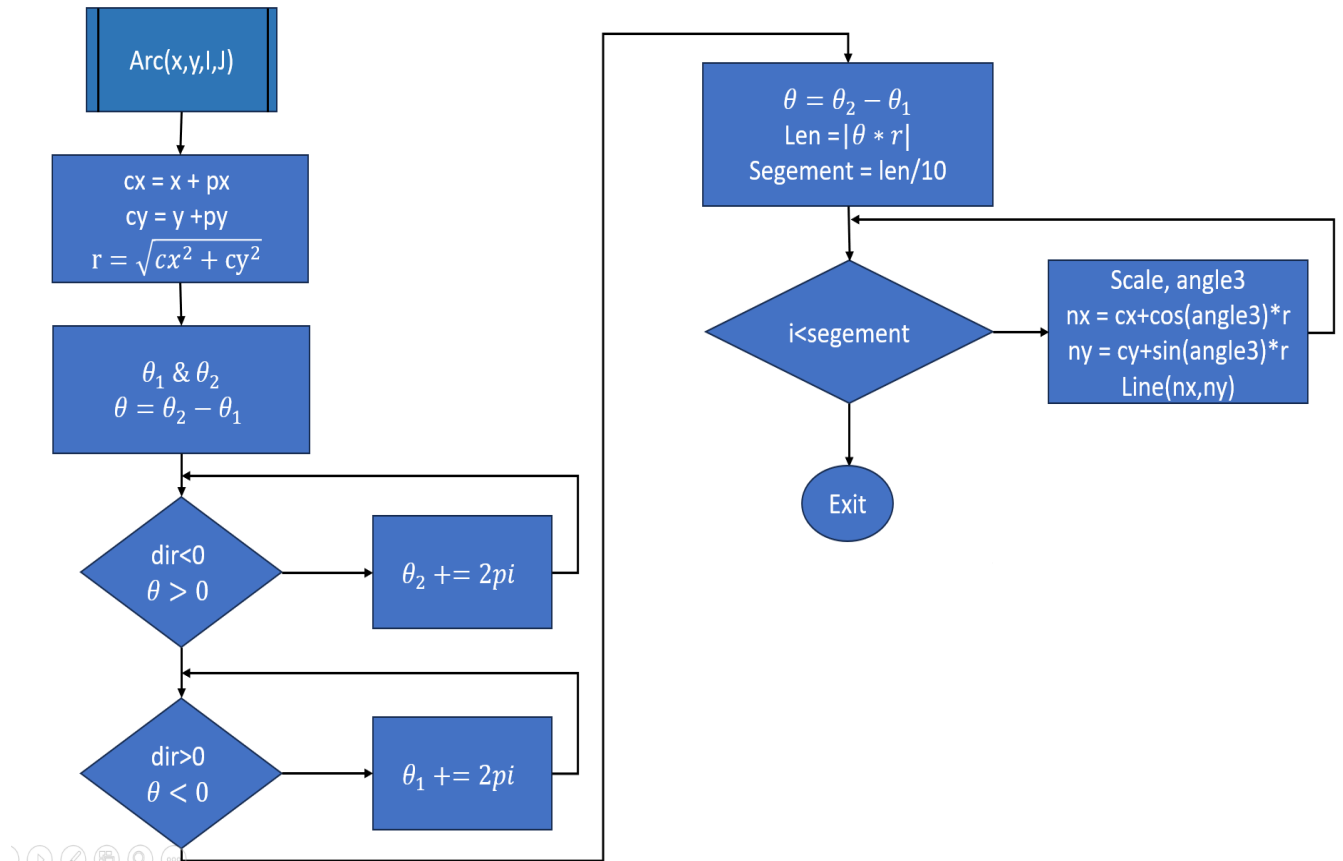 Arc(x,y,I,J)
cx = x + px
cy = y +py
r = √cx² + cy²
θ₁ & θ₂
θ = θ₂ − θ₁
dir<0
θ > 0
θ₂ += 2pi
dir>0
θ < 0
θ₁ += 2pi
θ = θ₂ − θ₁
Len =|θ ∗ r|
Segement = len/10
i<segement
Scale, angle3
nx = cx+cos(angle3)*r
ny = cy+sin(angle3)*r
Line(nx,ny)
Exit